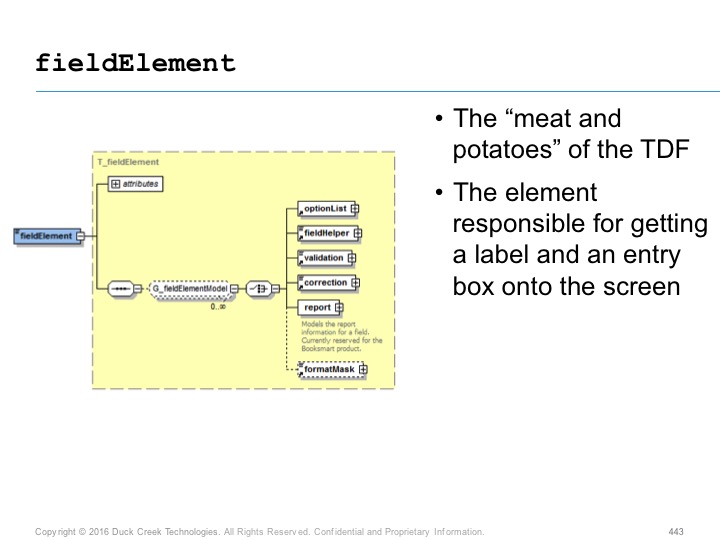 fieldElement
• The “meat and
potatoes” of the TDF
• The element
responsible for getting
a label and an entry
box onto the screen
T_fieldElement
attributes
fieldElement
G_fieldElementModel
0..∞
optionList
fieldHelper
validation
correction
report
Models the report
information for a field.
Currently reserved for the
Booksmart product.
formatMask
Copyright © 2016 Duck Creek Technologies. All Rights Reserved. Confidential and Proprietary Information.
443